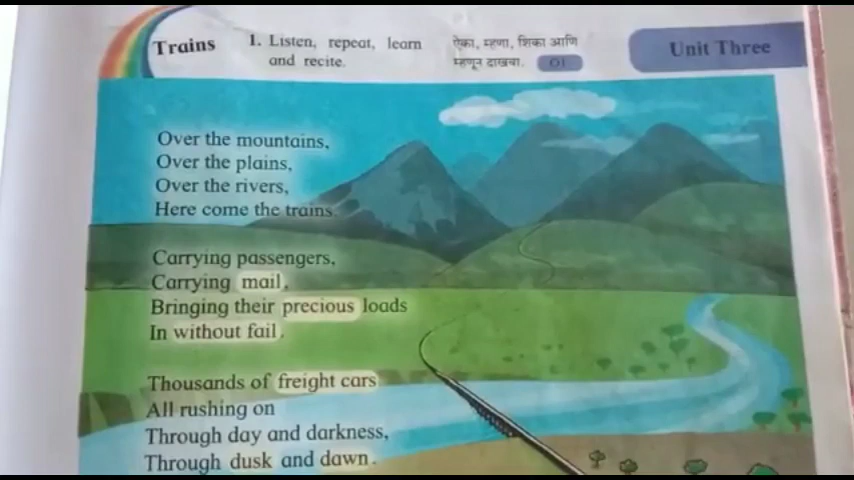 Trains
1. Listen, repeat, learn
and recite.
ऐका, म्हणा, शिका आणि
म्हणून दाखवा.
Unit Three
Over the mountains,
Over the plains,
Over the rivers,
Here come the trains.
Carrying passengers,
Carrying mail,
Bringing their precious loads
In without fail.
Thousands of freight cars
All rushing on
Through day and darkness,
Through dusk and dawn.